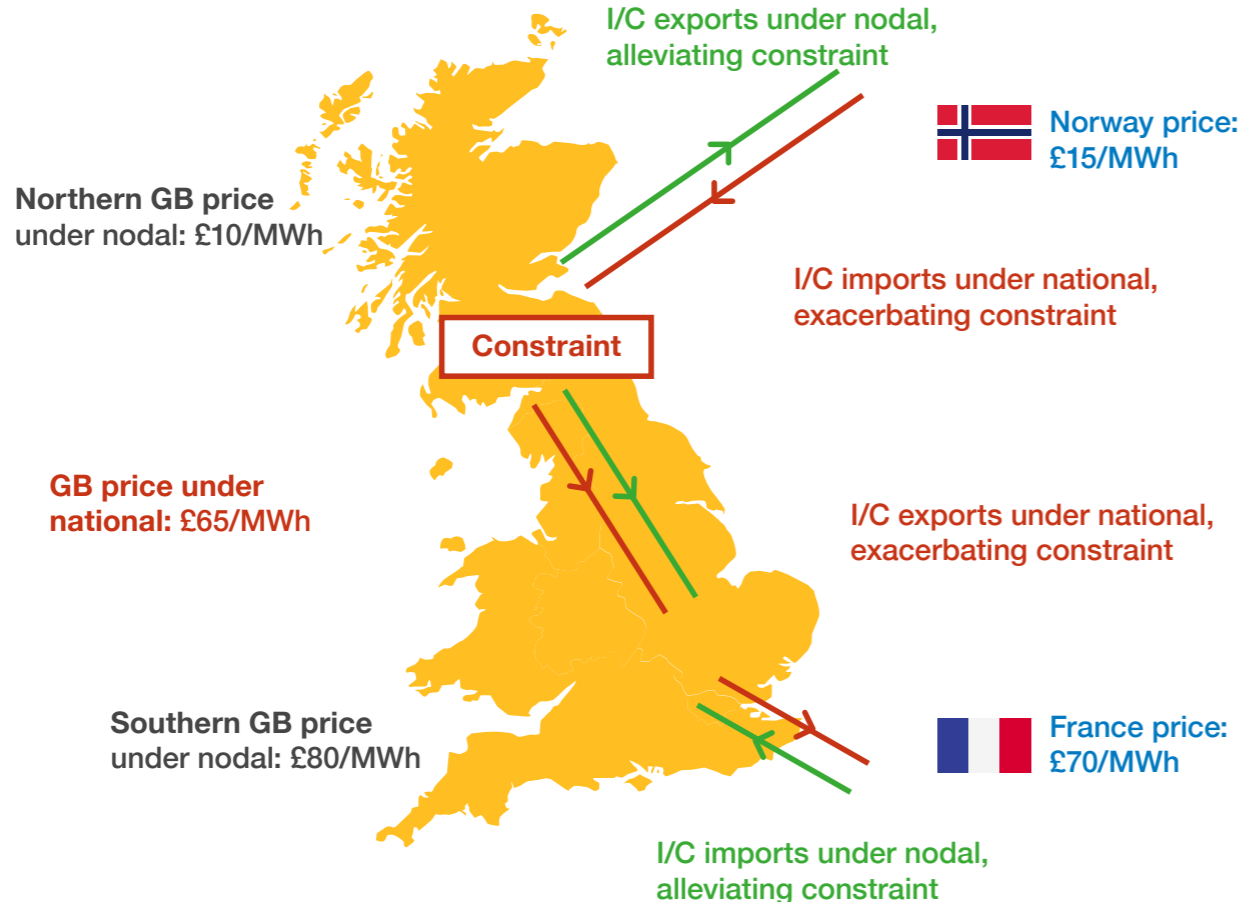 I/C exports under nodal,
alleviating constraint
Norway price:
£15/MWh
Northern GB price
under nodal: £10/MWh
I/C imports under national,
exacerbating constraint
Constraint
GB price under
national: £65/MWh
I/C exports under national,
exacerbating constraint
Southern GB price
under nodal: £80/MWh
France price:
£70/MWh
I/C imports under nodal,
alleviating constraint